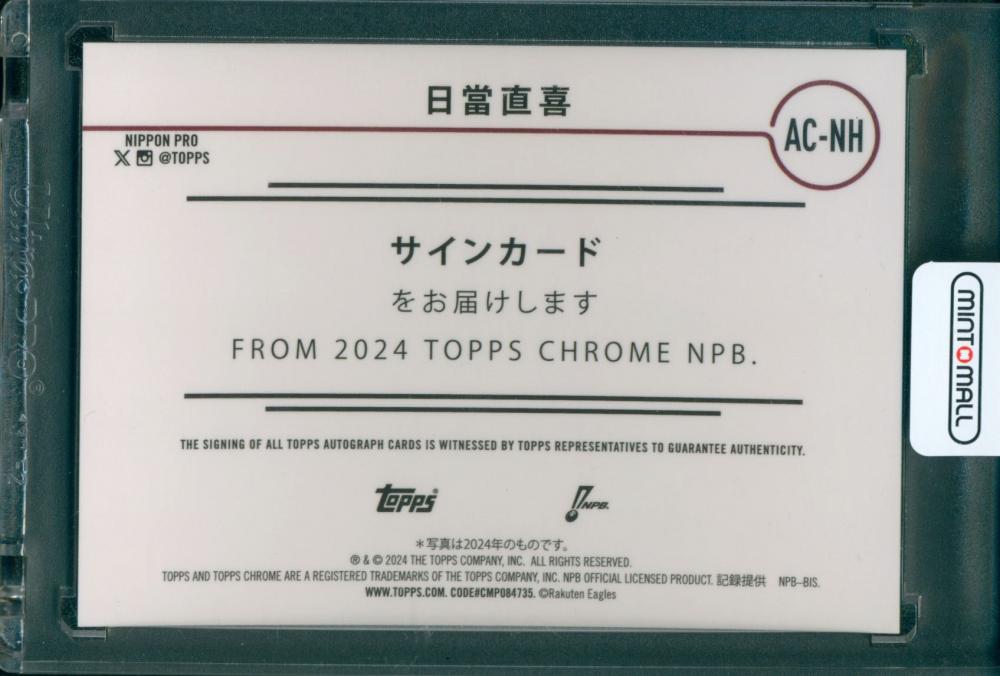 日當直喜
AC-NH
NIPPON PRO
@TOPPS
サインカード
をお届けします
FROM 2024 TOPPS CHROME NPB.
THE SIGNING OF ALL TOPPS AUTOGRAPH CARDS IS WITNESSED BY TOPPS REPRESENTATIVES TO GUARANTEE AUTHENTICITY.
topps® NPB.
*写真は2024年のものです。
® & © 2024 THE TOPPS COMPANY, INC. ALL RIGHTS RESERVED.
TOPPS AND TOPPS CHROME ARE A REGISTERED TRADEMARKS OF THE TOPPS COMPANY, INC. NPB OFFICIAL LICENSED PRODUCT. 記録提供 NPB-BIS.
WWW.TOPPS.COM. CODE#CMP084735. ©Rakuten Eagles
MINT MALL